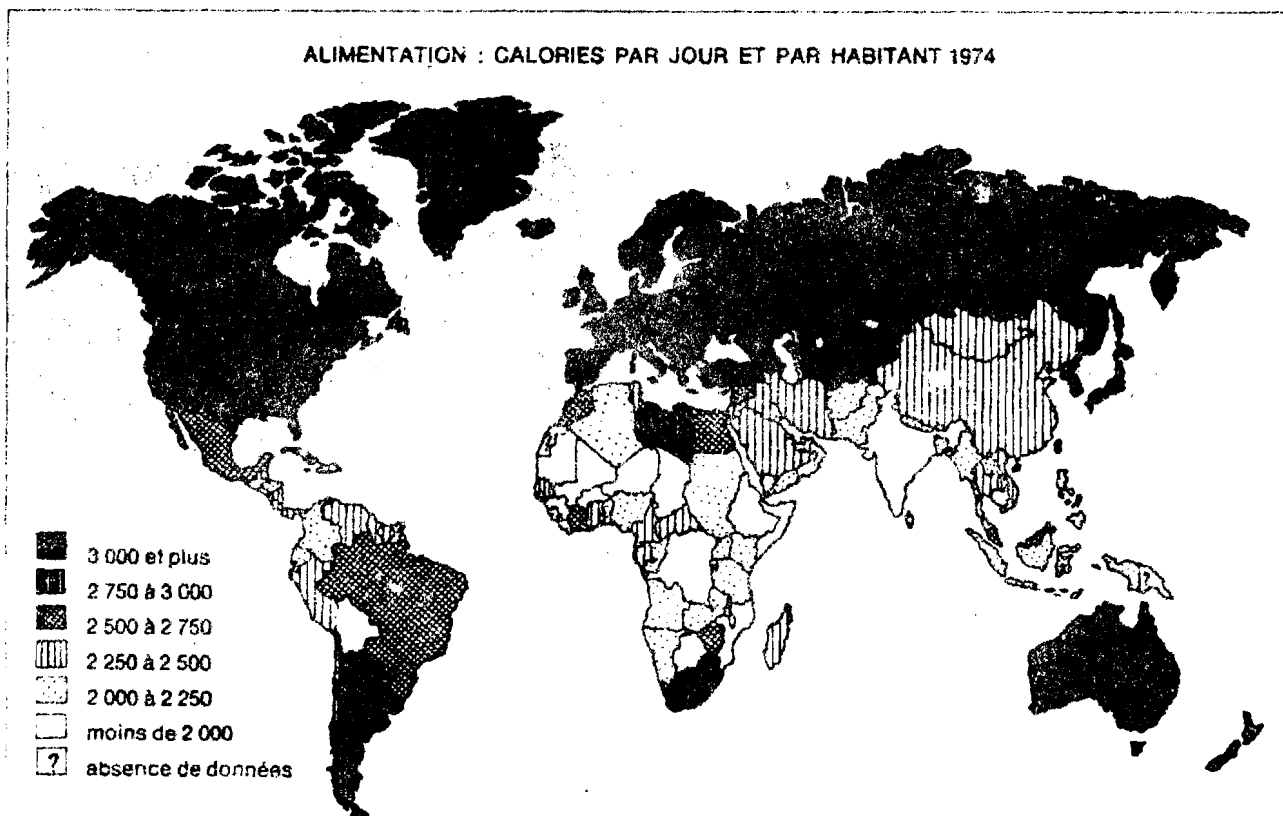 ALIMENTATION : CALORIES PAR JOUR ET PAR HABITANT 1974
3 000 et plus
2 750 à 3 000
2 500 à 2 750
2 250 à 2 500
2 000 à 2 250
moins de 2 000
? absence de données
?